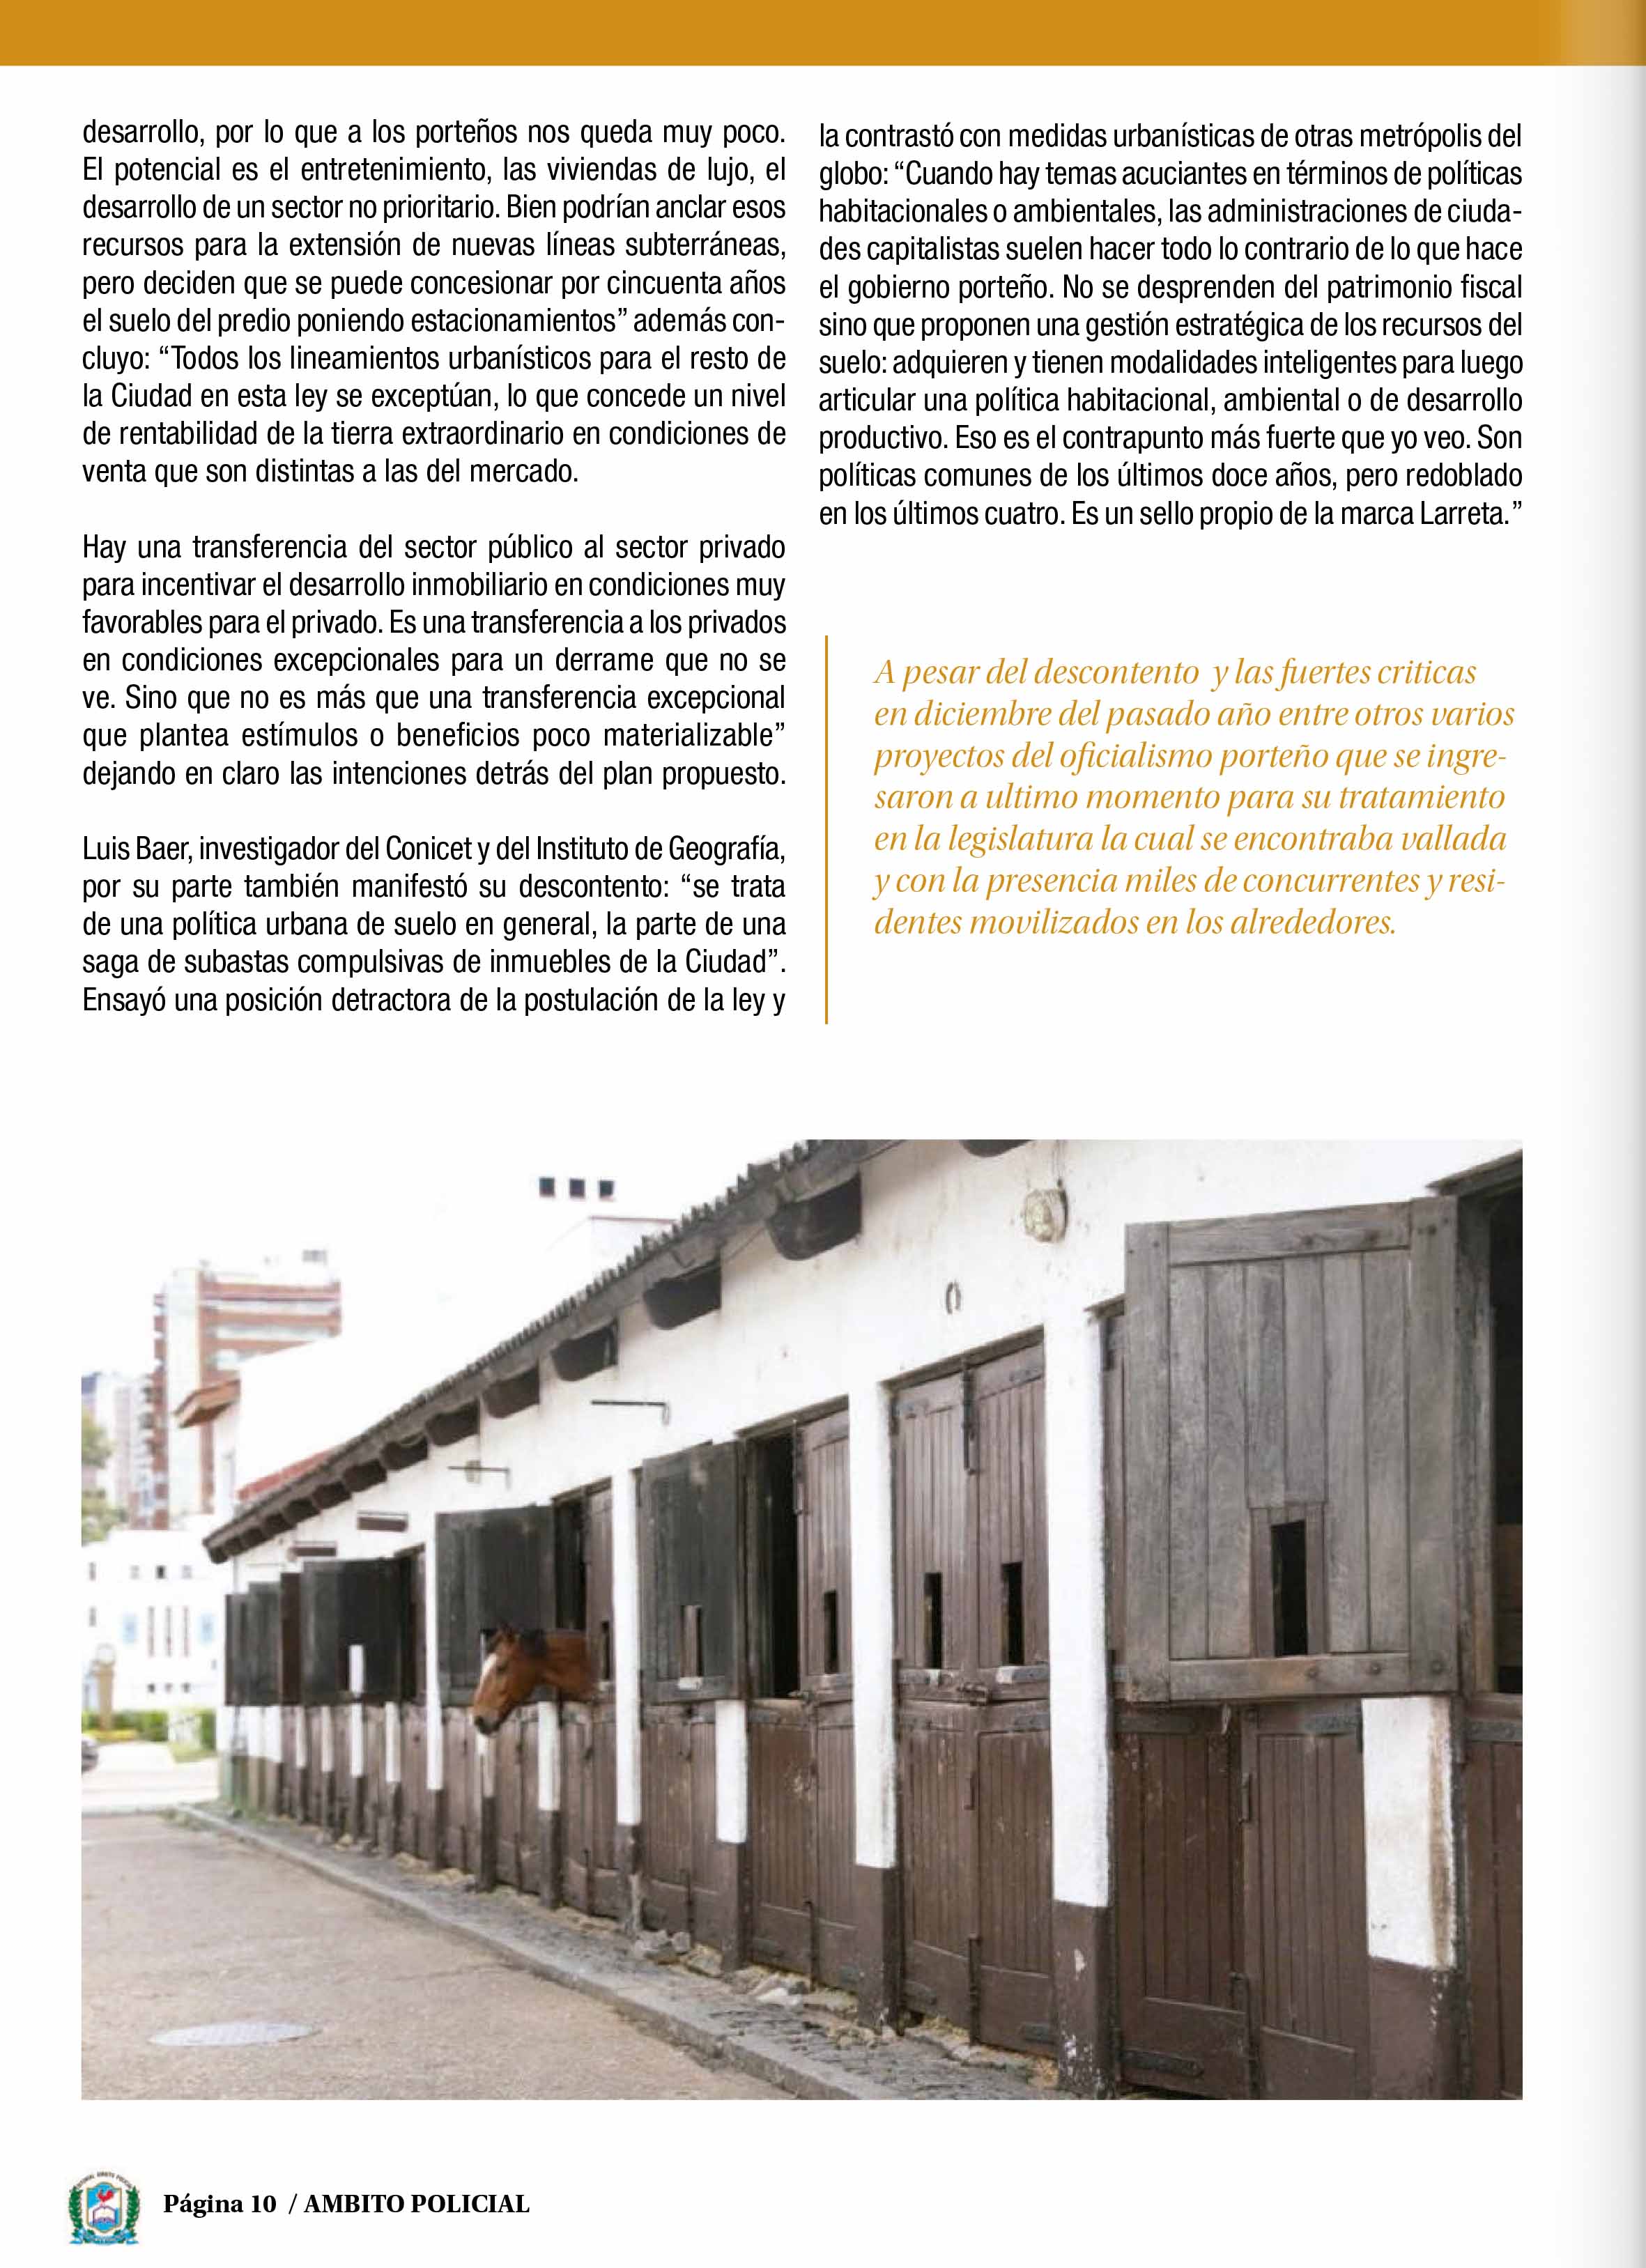 desarrollo, por lo que a los porteños nos queda muy poco.
El potencial es el entretenimiento, las viviendas de lujo, el
desarrollo de un sector no prioritario. Bien podrían anclar esos
recursos para la extensión de nuevas líneas subterráneas,
pero deciden que se puede concesionar por cincuenta años
el suelo del predio poniendo estacionamientos” además con-
cluyo: “Todos los lineamientos urbanísticos para el resto de
la Ciudad en esta ley se exceptúan, lo que concede un nivel
de rentabilidad de la tierra extraordinario en condiciones de
venta que son distintas a las del mercado.
Hay una transferencia del sector público al sector privado
para incentivar el desarrollo inmobiliario en condiciones muy
favorables para el privado. Es una transferencia a los privados
en condiciones excepcionales para un derrame que no se
ve. Sino que no es más que una transferencia excepcional
que plantea estímulos o beneficios poco materializable”
dejando en claro las intenciones detrás del plan propuesto.
Luis Baer, investigador del Conicet y del Instituto de Geografía,
por su parte también manifestó su descontento: “se trata
de una política urbana de suelo en general, la parte de una
saga de subastas compulsivas de inmuebles de la Ciudad”.
Ensayó una posición detractora de la postulación de la ley y
la contrastó con medidas urbanísticas de otras metrópolis del
globo: “Cuando hay temas acuciantes en términos de políticas
habitacionales o ambientales, las administraciones de ciuda-
des capitalistas suelen hacer todo lo contrario de lo que hace
el gobierno porteño. No se desprenden del patrimonio fiscal
sino que proponen una gestión estratégica de los recursos del
suelo: adquieren y tienen modalidades inteligentes para luego
articular una política habitacional, ambiental o de desarrollo
productivo. Eso es el contrapunto más fuerte que yo veo. Son
políticas comunes de los últimos doce años, pero redoblado
en los últimos cuatro. Es un sello propio de la marca Larreta.”
A pesar del descontento y las fuertes criticas
en diciembre del pasado año entre otros varios
proyectos del oficialismo porteño que se ingre-
saron a ultimo momento para su tratamiento
en la legislatura la cual se encontraba vallada
y con la presencia miles de concurrentes y resi-
dentes movilizados en los alrededores.
Página 10 / AMBITO POLICIAL